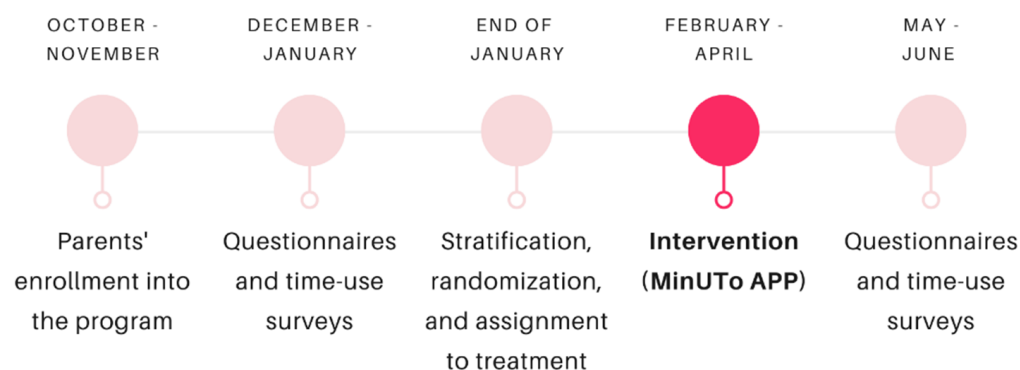 OCTOBER -
NOVEMBER
DECEMBER -
JANUARY
END OF
JANUARY
FEBRUARY -
APRIL
MAY -
JUNE
Parents'
enrollment into
the program
Questionnaires
and time-use
surveys
Stratification,
randomization,
and assignment
to treatment
Intervention
(MinUTo APP)
Questionnaires
and time-use
surveys